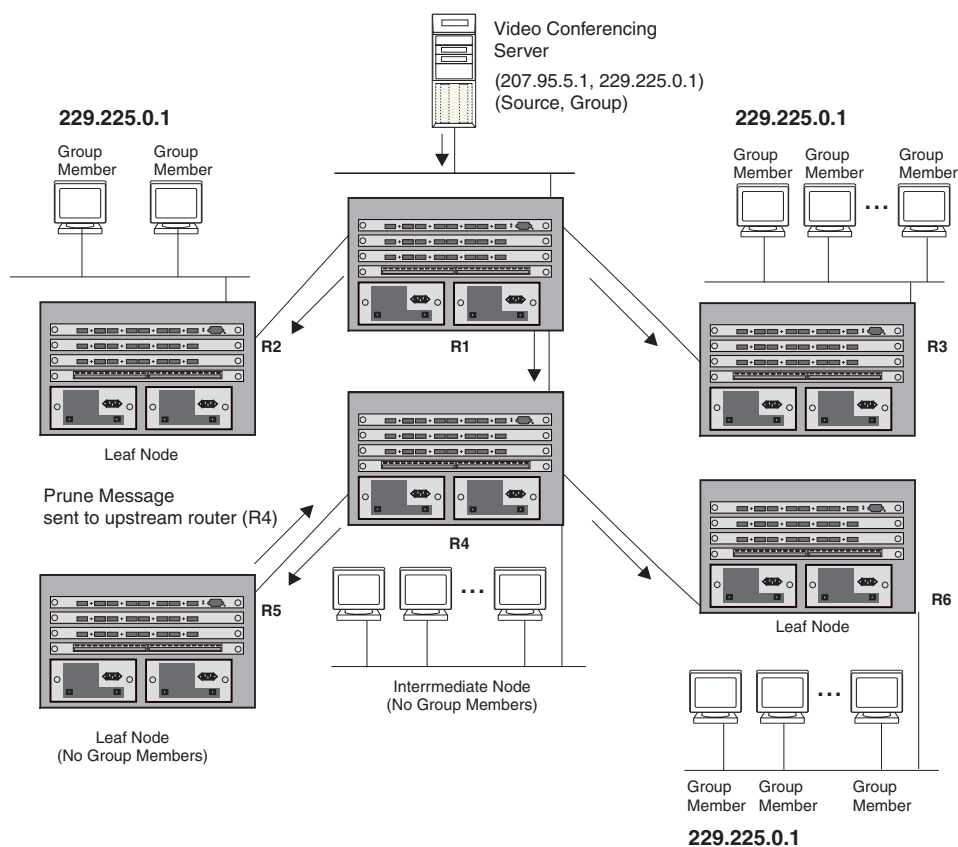 Video Conferencing
Server
(207.95.5.1, 229.225.0.1)
(Source, Group)
229.225.0.1
Group
Member
Group
Member
229.225.0.1
Group
Member
Group
Member
Group
Member
...
R2
R1
R3
Leaf Node
Prune Message
sent to upstream router (R4)
R4
R5
...
R6
Leaf Node
Interrmediate Node
(No Group Members)
Leaf Node
(No Group Members)
...
Group
Member
Group
Member
Group
Member
229.225.0.1